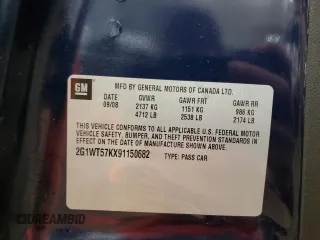 GM
MFD BY GENERAL MOTORS OF CANADA LTD.
DATE GVWR GAWR FRT GAWR RR
09/08 2137 KG 1151 KG 986 KG
4712 LB 2538 LB 2174 LB
THIS VEHICLE CONFORMS TO ALL APPLICABLE U.S. FEDERAL MOTOR
VEHICLE SAFETY, BUMPER, AND THEFT PREVENTION STANDARDS IN
EFFECT ON THE DATE OF MANUFACTURE SHOWN ABOVE.
2G1WT57KX91150682 TYPE: PASS CAR
DREAMBID